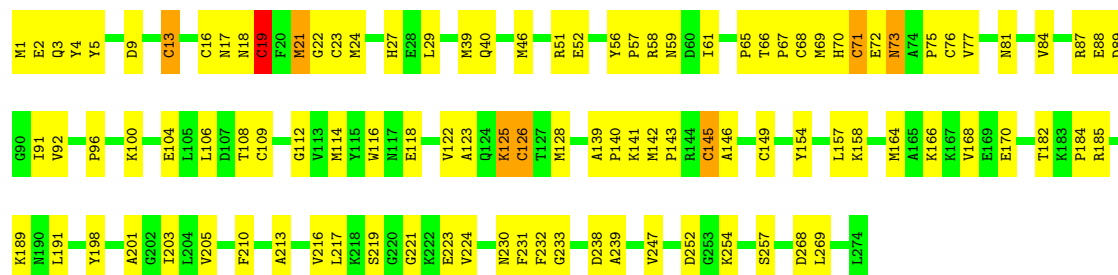 M1 E2 Q3 Y4 Y5 D9 C13 C16 N17 N18 C19 F20 M21 G22 C23 M24 H27 E28 L29 M39 Q40 M46 R51 E52 Y56 P57 R58 N59 D60 I61 P65 T66 P67 C68 M69 H70 C71 E72 N73 A74 P75 C76 V77 N81 V84 R87 E88
G90 I91 V92 P96 K100 E104 L105 L106 D107 T108 C109 G112 V113 M114 Y115 W116 N117 E118 V122 A123 Q124 K125 C126 T127 M128 A139 P140 K141 M142 P143 R144 C145 A146 C149 Y154 L157 K158 M164 A165 K166 K167 V168 E169 E170 T182 K183 P184 R185
K189 N190 L191 Y198 A201 G202 I203 L204 V205 F210 A213 V216 L217 K218 S219 G220 G221 K222 E223 V224 N230 F231 F232 G233 D238 A239 V247 D252 G253 K254 S257 D268 L269 L274